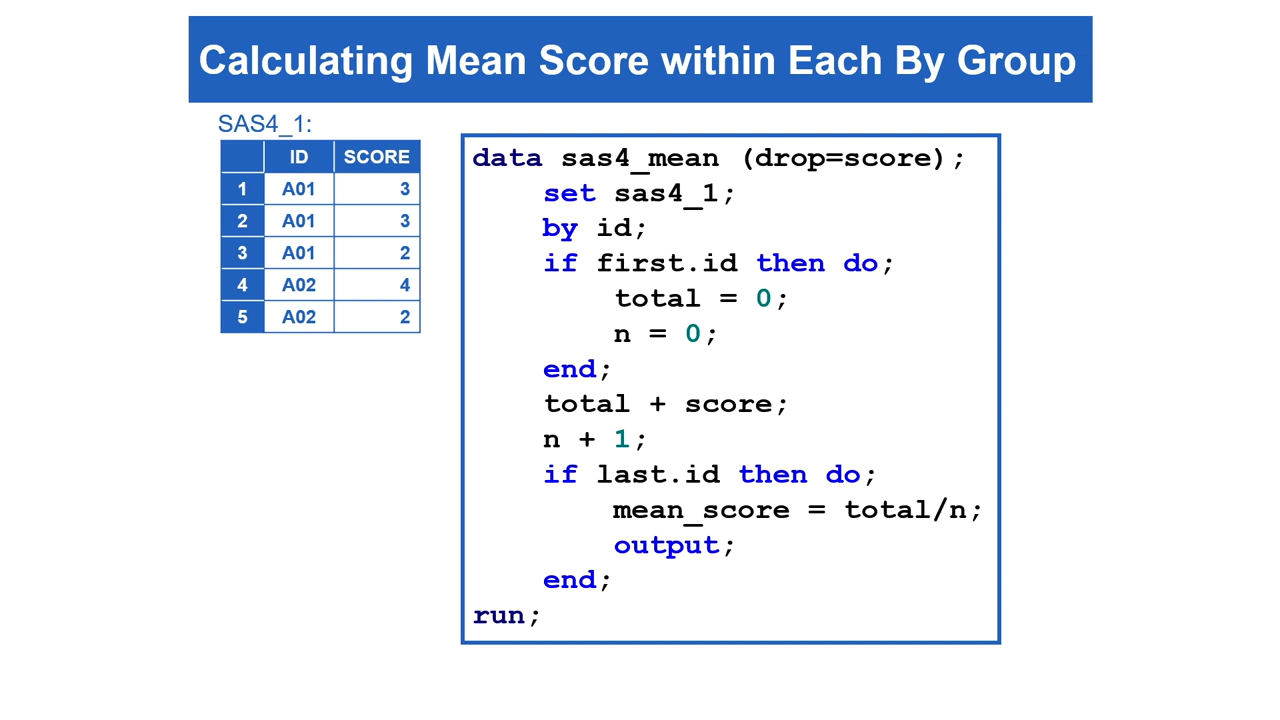 Calculating Mean Score within Each By Group
SAS4_1:
ID SCORE
1 A01 3
2 A01 3
3 A01 2
4 A02 4
5 A02 2
data sas4_mean (drop=score);
set sas4_1;
by id;
if first.id then do;
total = 0;
n = 0;
end;
total + score;
n + 1;
if last.id then do;
mean_score = total/n;
output;
end;
run;